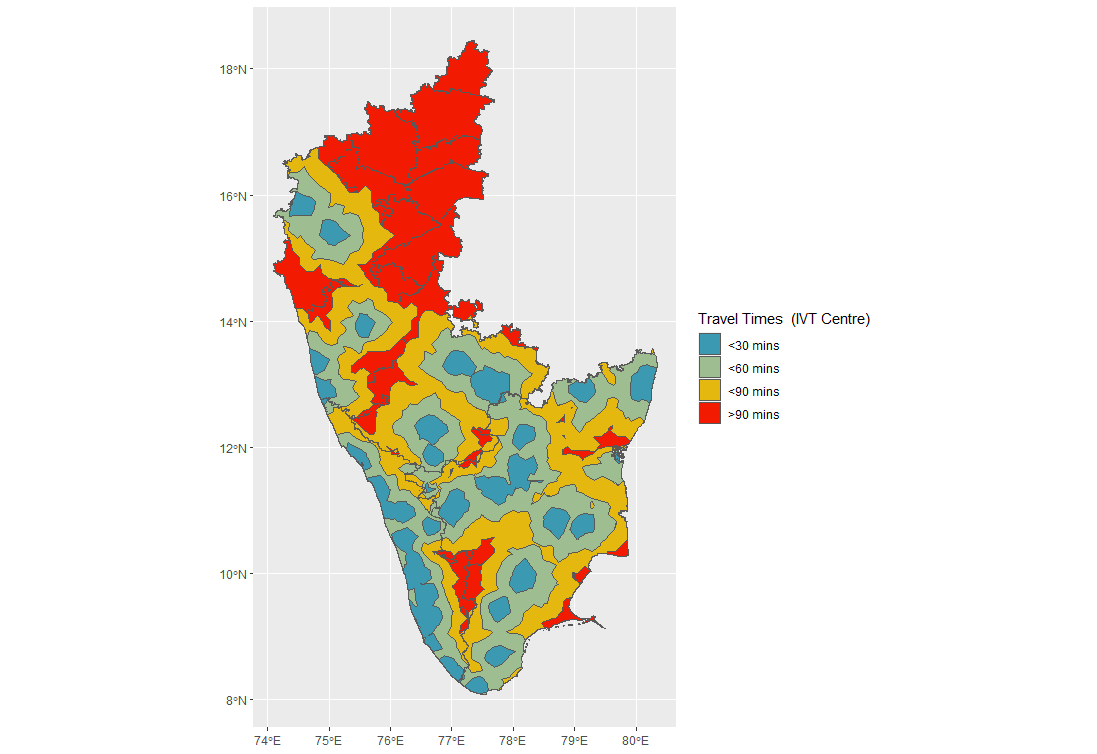 18°N
16°N
14°N
12°N
10°N
8°N
74°E 75°E 76°E 77°E 78°E 79°E 80°E
Travel Times (IVT Centre)
<30 mins
<60 mins
<90 mins
>90 mins